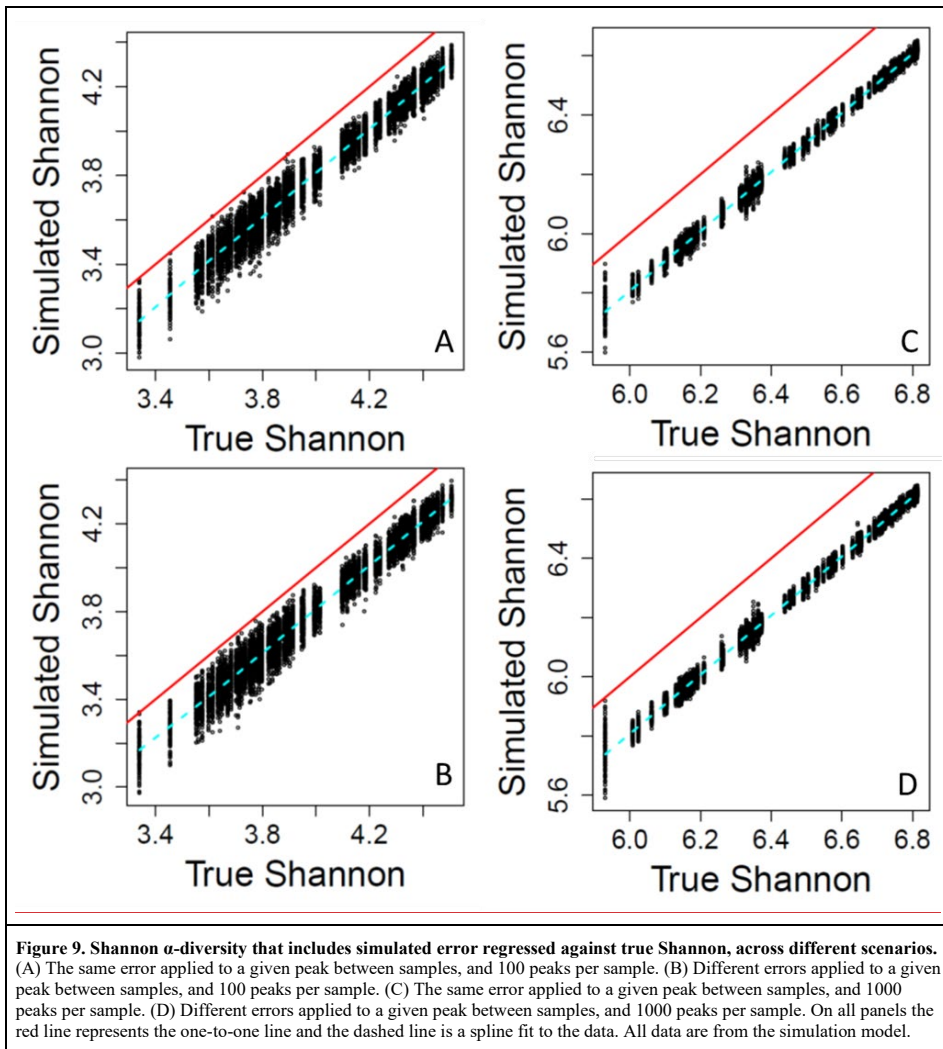 Simulated Shannon
3.0 3.4 3.8 4.2
3.4 3.8 4.2
True Shannon
A
Simulated Shannon
5.6 6.0 6.4
6.0 6.2 6.4 6.6 6.8
True Shannon
C
Simulated Shannon
3.0 3.4 3.8 4.2
3.4 3.8 4.2
True Shannon
B
Simulated Shannon
5.6 6.0 6.4
6.0 6.2 6.4 6.6 6.8
True Shannon
D
Figure 9. Shannon α-diversity that includes simulated error regressed against true Shannon, across different scenarios.
(A) The same error applied to a given peak between samples, and 100 peaks per sample. (B) Different errors applied to a given
peak between samples, and 100 peaks per sample. (C) The same error applied to a given peak between samples, and 1000
peaks per sample. (D) Different errors applied to a given peak between samples, and 1000 peaks per sample. On all panels the
red line represents the one-to-one line and the dashed line is a spline fit to the data. All data are from the simulation model.